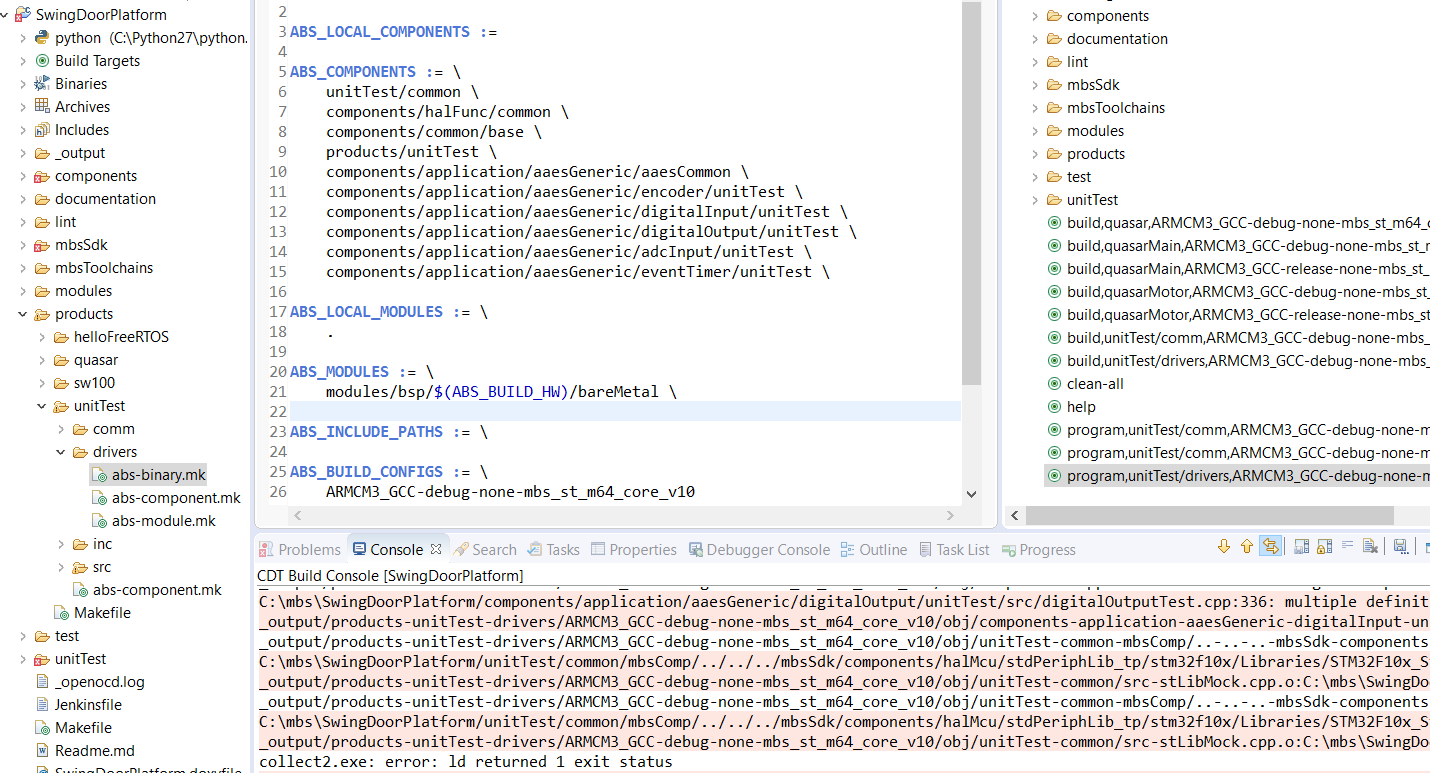 SwingDoorPlatform
python (C:\Python27\python.
Build Targets
Binaries
Archives
Includes
_output
components
documentation
lint
mbsSdk
mbsToolchains
modules
products
helloFreeRTOS
quasar
sw100
unitTest
comm
drivers
abs-binary.mk
abs-component.mk
abs-module.mk
inc
src
abs-component.mk
Makefile
test
unitTest
_openocd.log
Jenkinsfile
Makefile
Readme.md
SwingDoorPlatform.doxyfile
2
3 ABS_LOCAL_COMPONENTS :=
4
5 ABS_COMPONENTS := \
6 unitTest/common \
7 components/halFunc/common \
8 components/common/base \
9 products/unitTest \
10 components/application/aaesGeneric/aaesCommon \
11 components/application/aaesGeneric/encoder/unitTest \
12 components/application/aaesGeneric/digitalInput/unitTest \
13 components/application/aaesGeneric/digitalOutput/unitTest \
14 components/application/aaesGeneric/adcInput/unitTest \
15 components/application/aaesGeneric/eventTimer/unitTest \
16
17 ABS_LOCAL_MODULES := \
18 .
19
20 ABS_MODULES := \
21 modules/bsp/$(ABS_BUILD_HW)/bareMetal \
22
23 ABS_INCLUDE_PATHS := \
24
25 ABS_BUILD_CONFIGS := \
26 ARMCM3_GCC-debug-none-mbs_st_m64_core_v10
components
documentation
lint
mbsSdk
mbsToolchains
modules
products
test
unitTest
build,quasar,ARMCM3_GCC-debug-none-mbs_st_m64_c
build,quasarMain,ARMCM3_GCC-debug-none-mbs_st_r
build,quasarMain,ARMCM3_GCC-release-none-mbs_st_
build,quasarMotor,ARMCM3_GCC-debug-none-mbs_st_
build,quasarMotor,ARMCM3_GCC-release-none-mbs_st_
build,unitTest/comm,ARMCM3_GCC-debug-none-mbs_
build,unitTest/drivers,ARMCM3_GCC-debug-none-mbs_
clean-all
help
program,unitTest/comm,ARMCM3_GCC-debug-none-m
program,unitTest/comm,ARMCM3_GCC-debug-none-m
program,unitTest/drivers,ARMCM3_GCC-debug-none-m
Problems Console Search Tasks Properties Debugger Console Outline Task List Progress
CDT Build Console [SwingDoorPlatform]
C:\mbs\SwingDoorPlatform/components/application/aaesGeneric/digitalOutput/unitTest/src/digitalOutputTest.cpp:336: multiple definit
_output/products-unitTest-drivers/ARMCM3_GCC-debug-none-mbs_st_m64_core_v10/obj/components-application-aaesGeneric-digitalInput-un
_output/products-unitTest-drivers/ARMCM3_GCC-debug-none-mbs_st_m64_core_v10/obj/unitTest-common-mbsComp/..-..-..-mbsSdk-components
C:\mbs\SwingDoorPlatform/unitTest/common/mbsComp/../../../mbsSdk/components/halMcu/stdPeriphLib_tp/stm32f10x/Libraries/STM32F10x_S
_output/products-unitTest-drivers/ARMCM3_GCC-debug-none-mbs_st_m64_core_v10/obj/unitTest-common/src-stLibMock.cpp.o:C:\mbs\SwingDo
_output/products-unitTest-drivers/ARMCM3_GCC-debug-none-mbs_st_m64_core_v10/obj/unitTest-common-mbsComp/..-..-..-mbsSdk-components
C:\mbs\SwingDoorPlatform/unitTest/common/mbsComp/../../../mbsSdk/components/halMcu/stdPeriphLib_tp/stm32f10x/Libraries/STM32F10x_S
_output/products-unitTest-drivers/ARMCM3_GCC-debug-none-mbs_st_m64_core_v10/obj/unitTest-common/src-stLibMock.cpp.o:C:\mbs\SwingDo
collect2.exe: error: ld returned 1 exit status